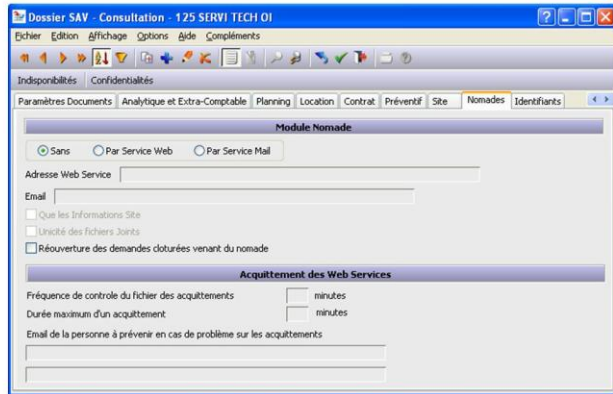 Dossier SAV - Consultation - 125 SERVI TECH OI
Fichier Edition Affichage Options Aide Compléments
Indisponibilités Confidentialités
Paramètres Documents Analytique et Extra-Comptable Planning Location Contrat Préventif Site Nomades Identifiants
Module Nomade
Sans Par Service Web Par Service Mail
Adresse Web Service
Email
Que les Informations Site
Unicité des fichiers Joints
Réouverture des demandes cloturées venant du nomade
Acquittement des Web Services
Fréquence de controle du fichier des acquittements minutes
Durée maximum d'un acquittement minutes
Email de la personne à prévenir en cas de problème sur les acquittements